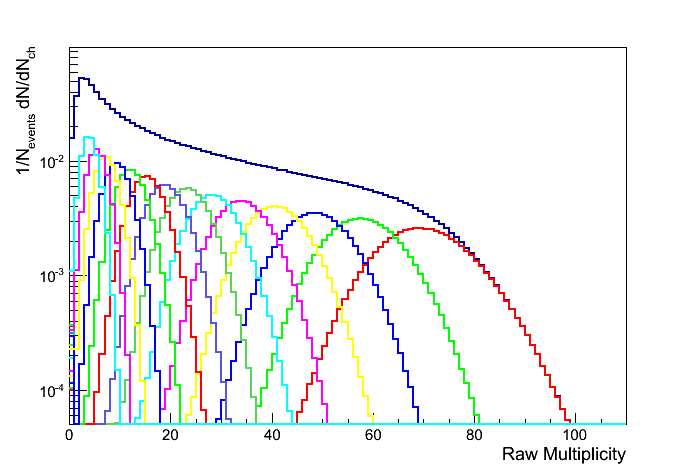 1/N_events dN/dN_ch
10^-2
10^-3
10^-4
0 20 40 60 80 100
Raw Multiplicity